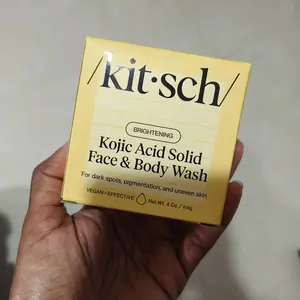 /kit·sch/
BRIGHTENING
Kojic Acid Solid
Face & Body Wash
For dark spots, pigmentation, and uneven skin
VEGAN • EFFECTIVE Net Wt. 4 Oz. / 114g